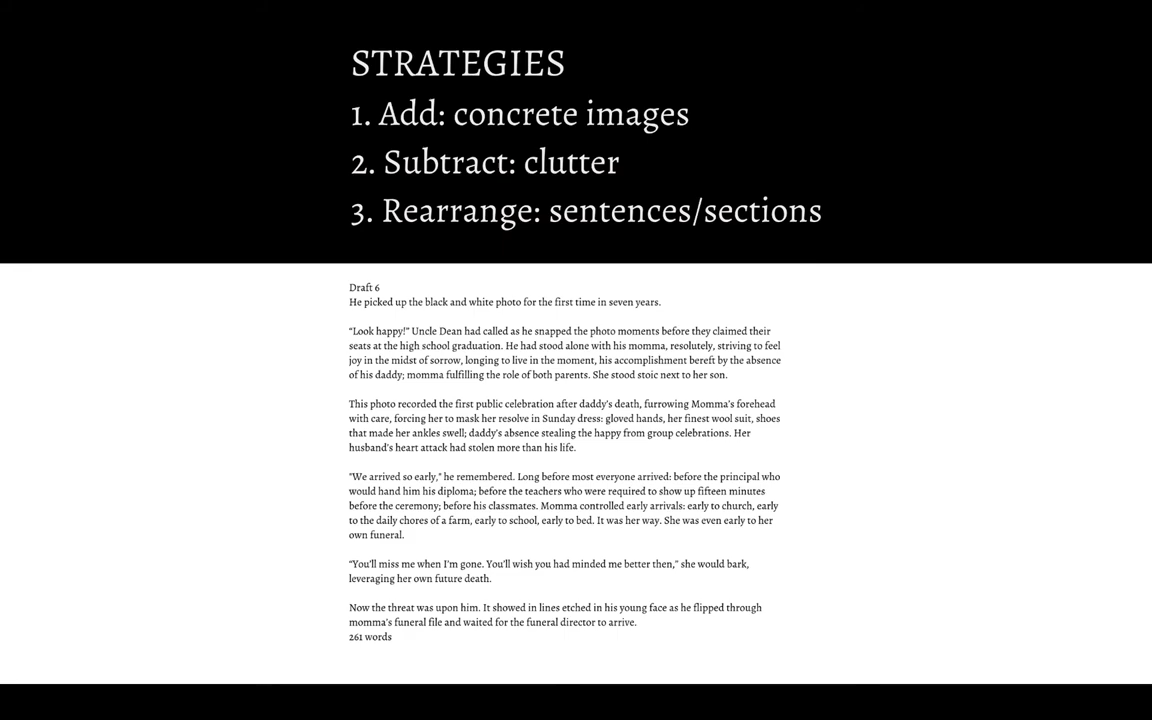 STRATEGIES
1. Add: concrete images
2. Subtract: clutter
3. Rearrange: sentences/sections
Draft 6
He picked up the black and white photo for the first time in seven years.
“Look happy!” Uncle Dean had called as he snapped the photo moments before they claimed their
seats at the high school graduation. He had stood alone with his momma, resolutely, striving to feel
joy in the midst of sorrow, longing to live in the moment, his accomplishment bereft by the absence
of his daddy; momma fulfilling the role of both parents. She stood stoic next to her son.
This photo recorded the first public celebration after daddy’s death, furrowing Momma’s forehead
with care, forcing her to mask her resolve in Sunday dress: gloved hands, her finest wool suit, shoes
that made her ankles swell; daddy’s absence stealing the happy from group celebrations. Her
husband’s heart attack had stolen more than his life.
“We arrived so early,” he remembered. Long before most everyone arrived: before the principal who
would hand him his diploma; before the teachers who were required to show up fifteen minutes
before the ceremony; before his classmates. Momma controlled early arrivals: early to church, early
to the daily chores of a farm, early to school, early to bed. It was her way. She was even early to her
own funeral.
“You’ll miss me when I’m gone. You’ll wish you had minded me better then,” she would bark,
leveraging her own future death.
Now the threat was upon him. It showed in lines etched in his young face as he flipped through
momma’s funeral file and waited for the funeral director to arrive.
261 words